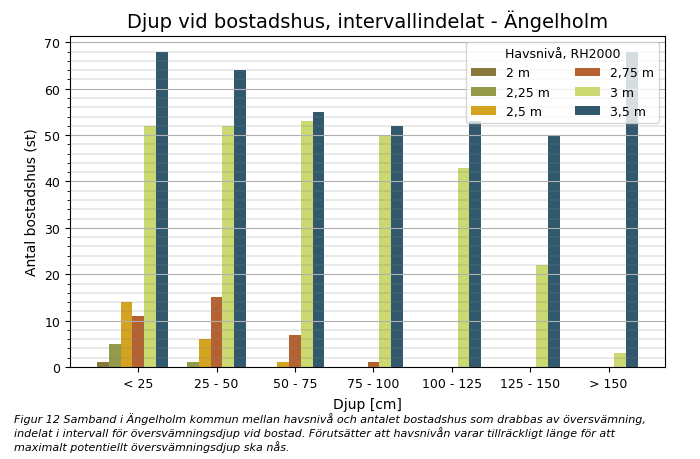 Djup vid bostadshus, intervallindelat - Ängelholm
Havsnivå, RH2000
2 m
2,25 m
2,5 m
2,75 m
3 m
3,5 m
Antal bostadshus (st)
70
60
50
40
30
20
10
0
< 25
25 - 50
50 - 75
75 - 100
100 - 125
125 - 150
> 150
Djup [cm]
Figur 12 Samband i Ängelholm kommun mellan havsnivå och antalet bostadshus som drabbas av översvämning,
indelat i intervall för översvämningsdjup vid bostad. Förutsätter att havsnivån varar tillräckligt länge för att
maximalt potentiellt översvämningsdjup ska nås.